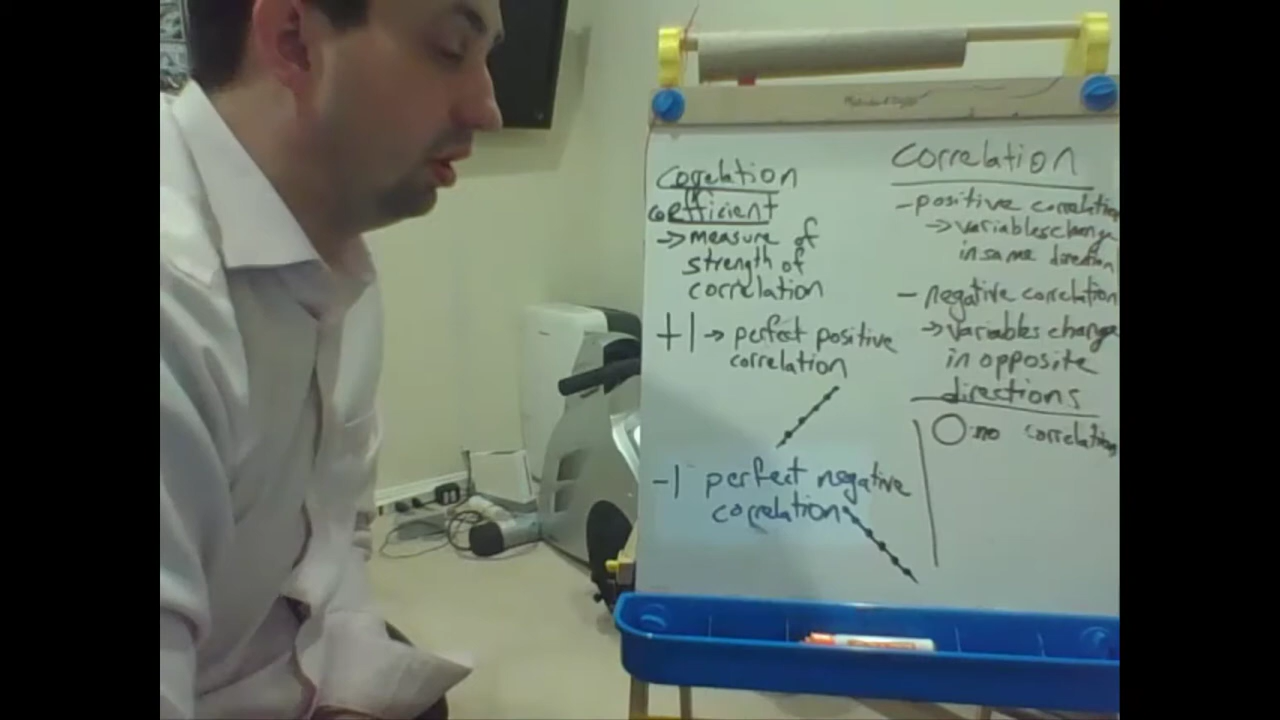 Correlation
coefficient
-> measure of
strength of
correlation
+1 -> perfect positive
correlation
-1 perfect negative
correlation
Correlation
- positive correlation
-> variables change
in same direction
- negative correlation
-> variables change
in opposite
directions
0: no correlation